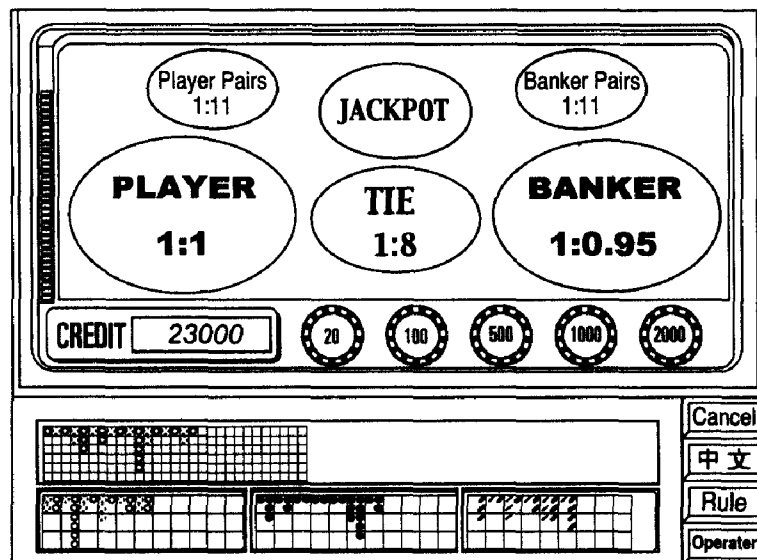 Player Pairs
1:11
JACKPOT
Banker Pairs
1:11
PLAYER
1:1
TIE
1:8
BANKER
1:0.95
CREDIT 23000
20
100
500
1000
2000
Cancel
中文
Rule
Operater